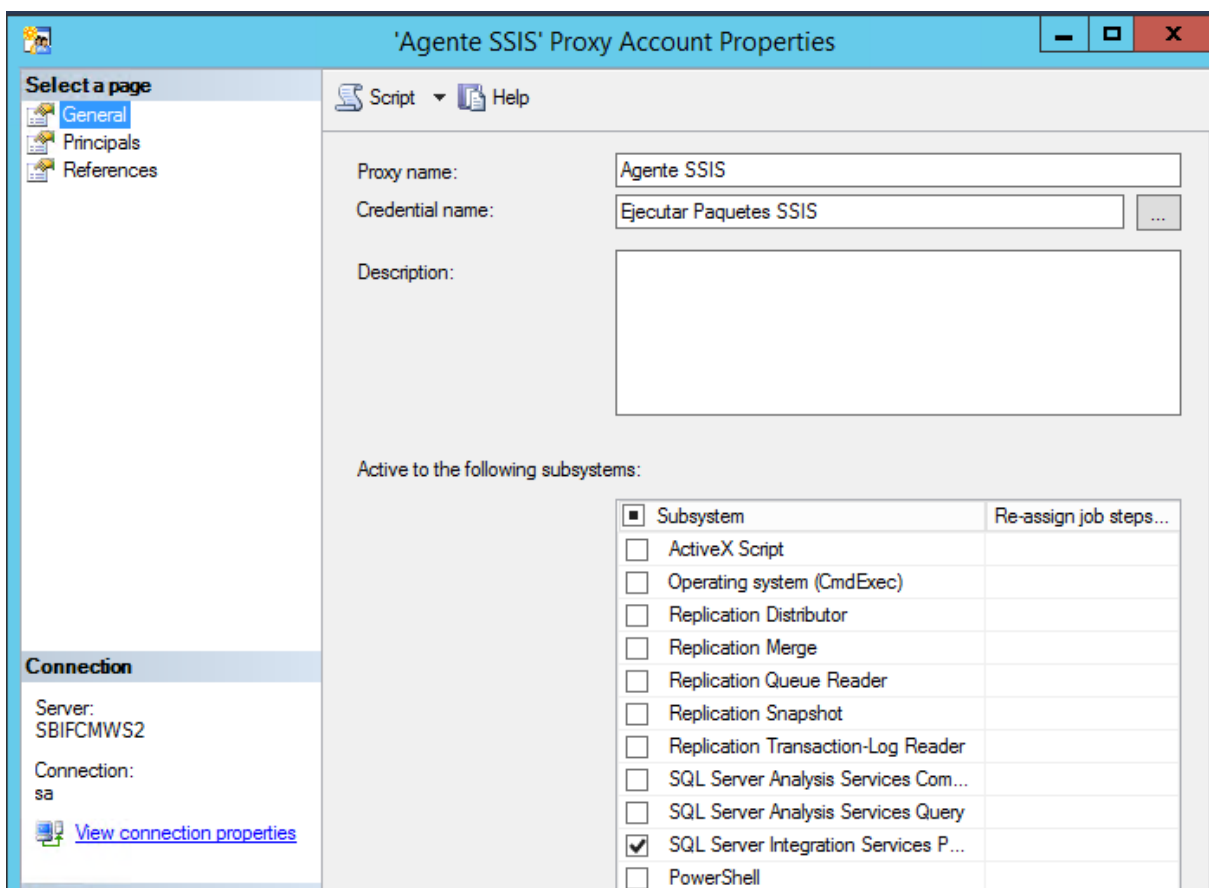 'Agente SSIS' Proxy Account Properties
Select a page
General
Principals
References
Script Help
Proxy name: Agente SSIS
Credential name: Ejecutar Paquetes SSIS ...
Description:
Active to the following subsystems:
Subsystem Re-assign job steps...
ActiveX Script
Operating system (CmdExec)
Replication Distributor
Replication Merge
Replication Queue Reader
Replication Snapshot
Replication Transaction-Log Reader
SQL Server Analysis Services Com...
SQL Server Analysis Services Query
SQL Server Integration Services P...
PowerShell
Connection
Server:
SBIFCMWS2
Connection:
sa
View connection properties